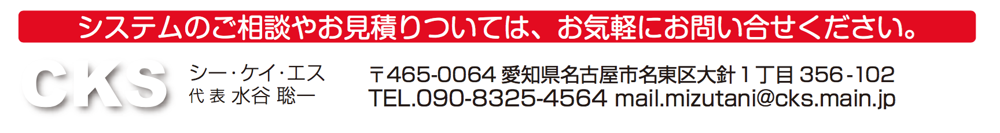 システムのご相談やお見積りついては、お気軽にお問い合せください。
CKS
シー・ケイ・エス
代表 水谷 聡一
〒465-0064 愛知県名古屋市名東区大針1丁目356-102
TEL.090-8325-4564 mail.mizutani@cks.main.jp